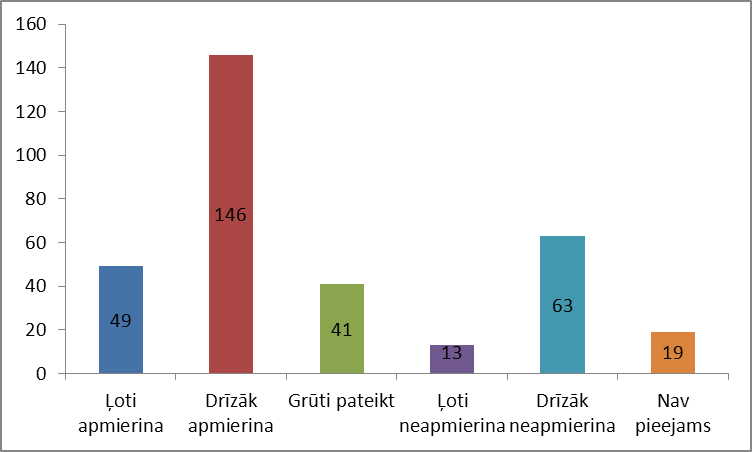 160
140
120
100
80
60
40
20
0
49
146
41
13
63
19
Ļoti
apmierina
Drīzāk
apmierina
Grūti pateikt
Ļoti
neapmierina
Drīzāk
neapmierina
Nav
pieejams